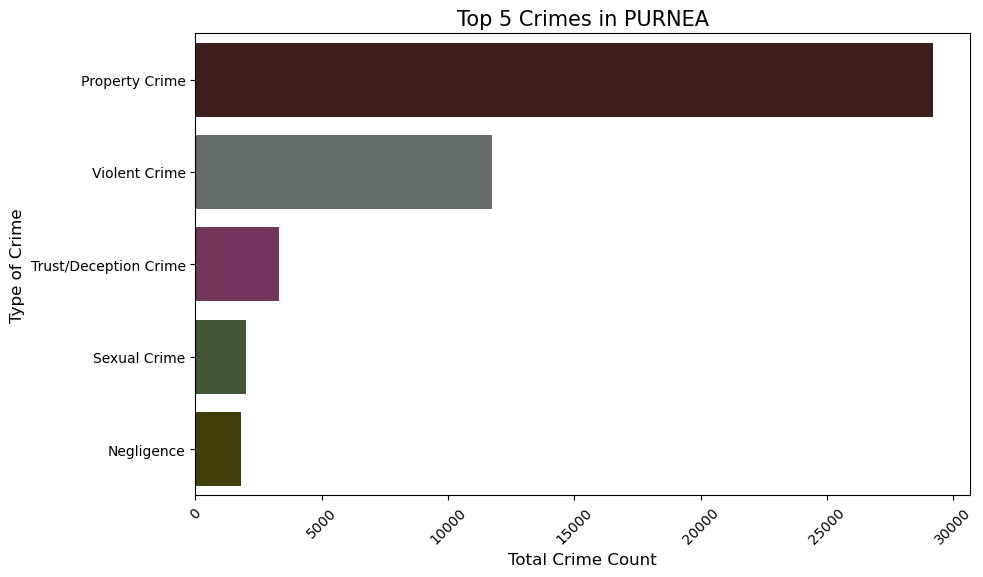 Top 5 Crimes in PURNEA
Type of Crime
Property Crime
Violent Crime
Trust/Deception Crime
Sexual Crime
Negligence
0
5000
10000
15000
20000
25000
30000
Total Crime Count